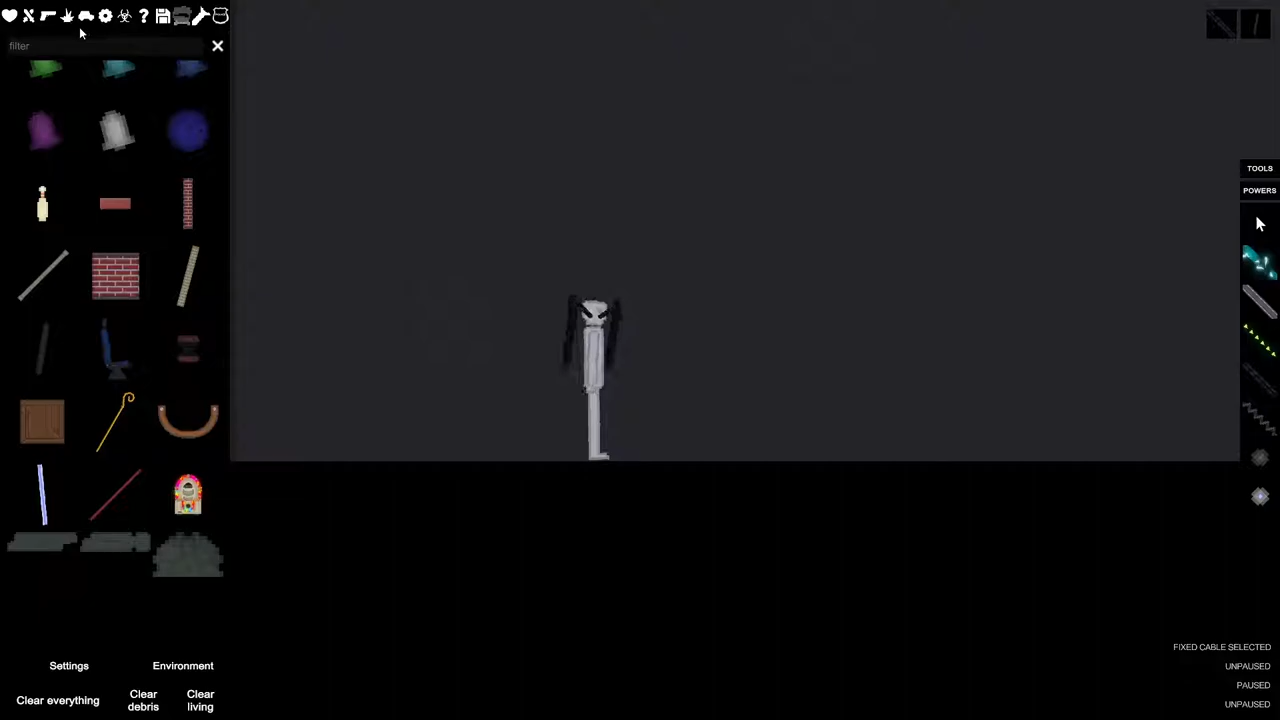 filter
TOOLS
POWERS
FIXED CABLE SELECTED
UNPAUSED
PAUSED
UNPAUSED
Settings
Environment
Clear everything
Clear
debris
Clear
living